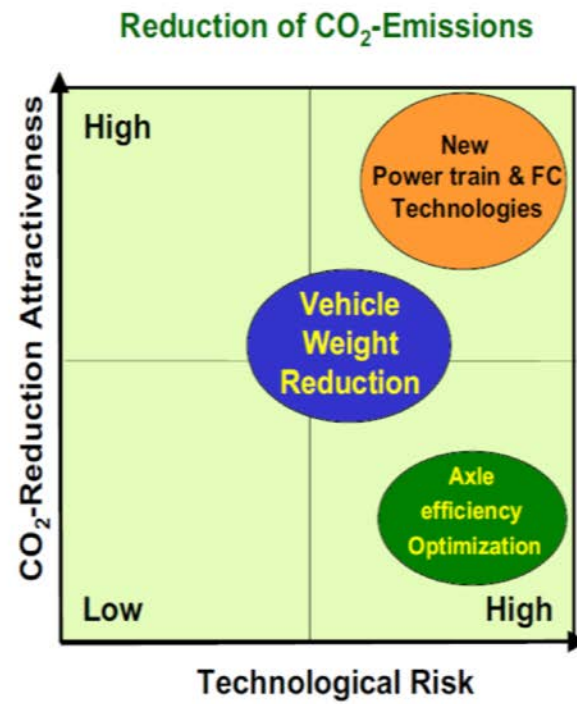 Reduction of CO₂-Emissions
CO₂-Reduction Attractiveness
High
New
Power train & FC
Technologies
Vehicle
Weight
Reduction
Axle
efficiency
Optimization
Low
High
Technological Risk